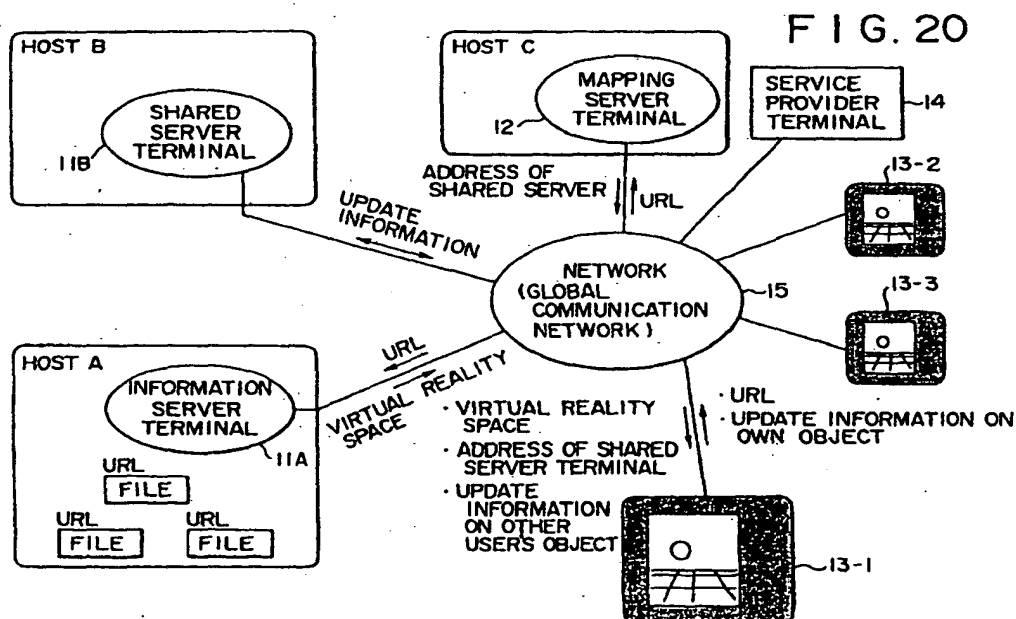 FIG. 20
HOST B
SHARED
SERVER
TERMINAL
11B
HOST C
MAPPING
SERVER
TERMINAL
12
SERVICE
PROVIDER
TERMINAL
14
ADDRESS OF
SHARED SERVER
URL
13-2
UPDATE
INFORMATION
NETWORK
(GLOBAL
COMMUNICATION
NETWORK)
15
13-3
HOST A
INFORMATION
SERVER
TERMINAL
11A
URL
FILE
URL
FILE
URL
FILE
URL
VIRTUAL REALITY
SPACE
· VIRTUAL REALITY
SPACE
· ADDRESS OF SHARED
SERVER TERMINAL
· UPDATE
INFORMATION
ON OTHER
USER'S OBJECT
· URL
· UPDATE INFORMATION ON
OWN OBJECT
13-1